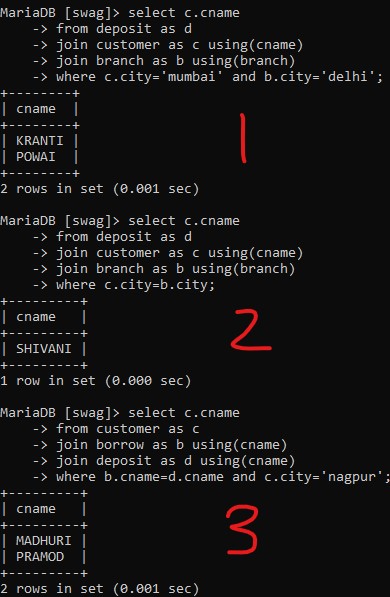 MariaDB [swag]> select c.cname
-> from deposit as d
-> join customer as c using(cname)
-> join branch as b using(branch)
-> where c.city='mumbai' and b.city='delhi';
+--------+
| cname  |
+--------+
| KRANTI |
| POWAI  |
+--------+
2 rows in set (0.001 sec)
1
MariaDB [swag]> select c.cname
-> from deposit as d
-> join customer as c using(cname)
-> join branch as b using(branch)
-> where c.city=b.city;
+---------+
| cname   |
+---------+
| SHIVANI |
+---------+
1 row in set (0.000 sec)
2
MariaDB [swag]> select c.cname
-> from customer as c
-> join borrow as b using(cname)
-> join deposit as d using(cname)
-> where b.cname=d.cname and c.city='nagpur';
+---------+
| cname   |
+---------+
| MADHURI |
| PRAMOD  |
+---------+
2 rows in set (0.001 sec)
3